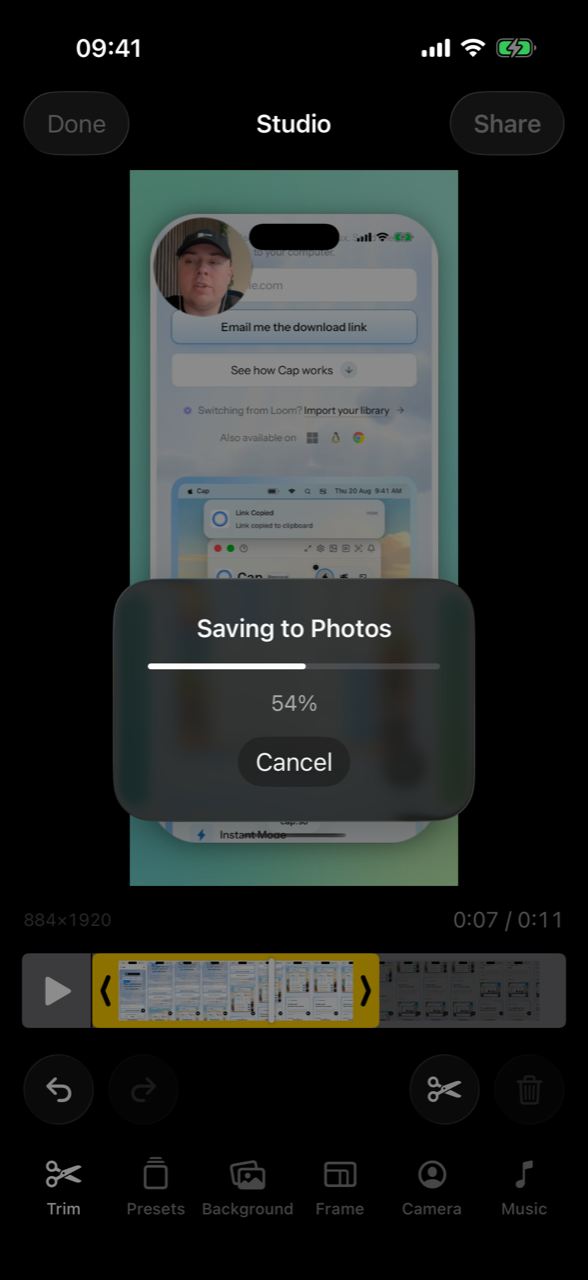 09:41
Done
Studio
Share
to your computer.
Email me the download link
See how Cap works
Switching from Loom? Import your library
Also available on
Cap
Thu 20 Aug 9:41 AM
Link Copied
Link copied to clipboard
Cap
Saving to Photos
54%
Cancel
cap.so
Instant Mode
884×1920
0:07 / 0:11
Trim
Presets
Background
Frame
Camera
Music